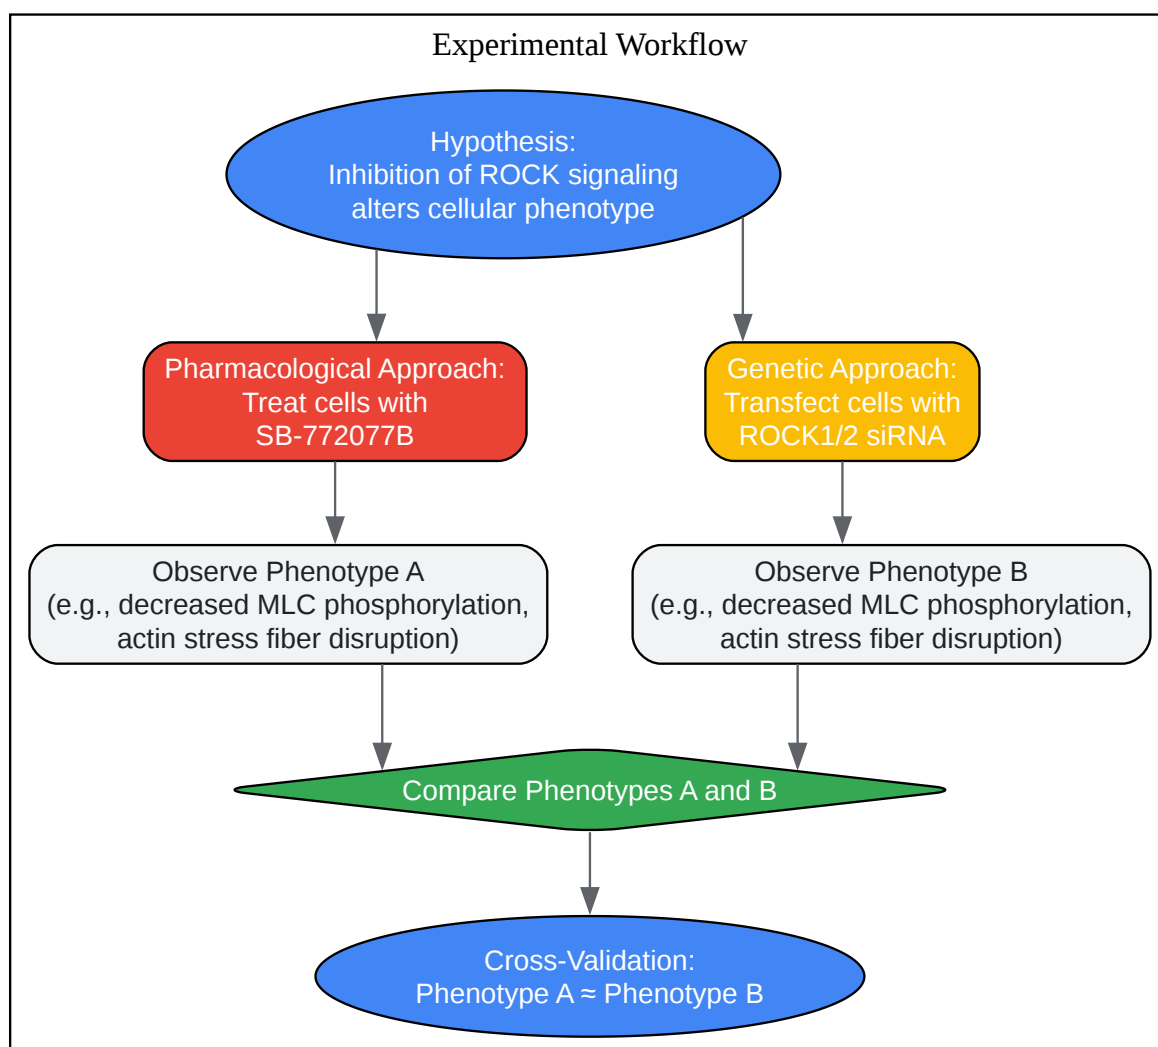 Experimental Workflow
Hypothesis:
Inhibition of ROCK signaling
alters cellular phenotype
Pharmacological Approach:
Treat cells with
SB-772077B
Genetic Approach:
Transfect cells with
ROCK1/2 siRNA
Observe Phenotype A
(e.g., decreased MLC phosphorylation,
actin stress fiber disruption)
Observe Phenotype B
(e.g., decreased MLC phosphorylation,
actin stress fiber disruption)
Compare Phenotypes A and B
Cross-Validation:
Phenotype A ≈ Phenotype B